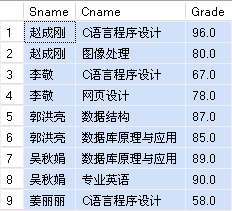 Sname Cname Grade
1 赵成刚 C语言程序设计 96.0
2 赵成刚 图像处理 80.0
3 李敬 C语言程序设计 67.0
4 李敬 网页设计 78.0
5 郭洪亮 数据结构 87.0
6 郭洪亮 数据库原理与应用 85.0
7 吴秋娟 数据库原理与应用 89.0
8 吴秋娟 专业英语 90.0
9 姜丽丽 C语言程序设计 58.0